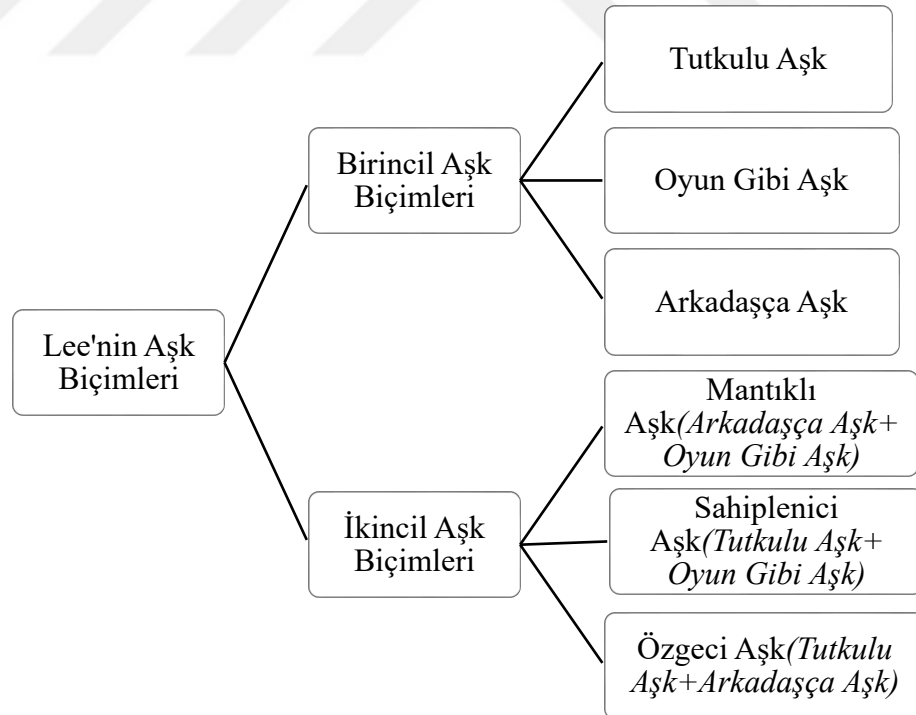 Tutkulu Aşk
Birincil Aşk
Biçimleri
Oyun Gibi Aşk
Arkadaşça Aşk
Lee'nin Aşk
Biçimleri
Mantıklı
Aşk(Arkadaşça Aşk+
Oyun Gibi Aşk)
İkincil Aşk
Biçimleri
Sahiplenici
Aşk(Tutkulu Aşk+
Oyun Gibi Aşk)
Özgeci Aşk(Tutkulu
Aşk+Arkadaşça Aşk)